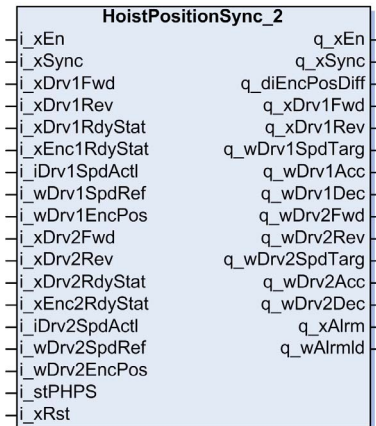 HoistPositionSync_2
i_xEn q_xEn
i_xSync q_xSync
i_xDrv1Fwd q_diEncPosDiff
i_xDrv1Rev q_xDrv1Fwd
i_xDrv1RdyStat q_xDrv1Rev
i_xEnc1RdyStat q_wDrv1SpdTarg
i_iDrv1SpdActl q_wDrv1Acc
i_wDrv1SpdRef q_wDrv1Dec
i_wDrv1EncPos q_wDrv2Fwd
i_xDrv2Fwd q_wDrv2Rev
i_xDrv2Rev q_wDrv2SpdTarg
i_xDrv2RdyStat q_wDrv2Acc
i_xEnc2RdyStat q_wDrv2Dec
i_iDrv2SpdActl q_xAlrm
i_wDrv2SpdRef q_wAlrmId
i_wDrv2EncPos
i_stPHPS
i_xRst